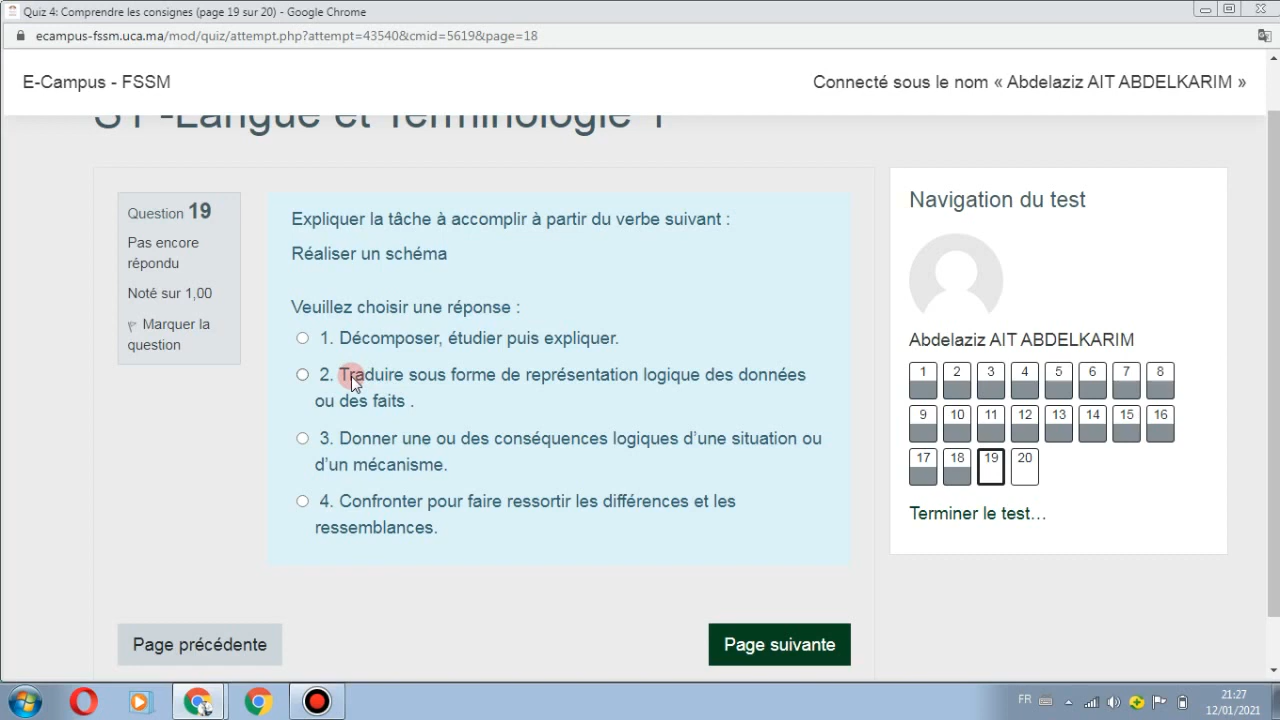 Quiz 4: Comprendre les consignes (page 19 sur 20) - Google Chrome
ecampus-fssm.uca.ma/mod/quiz/attempt.php?attempt=43540&cmid=5619&page=18
E-Campus - FSSM
Connecté sous le nom « Abdelaziz AIT ABDELKARIM »
S1 -Langue et Terminologie 1
Question 19
Pas encore
répondu
Noté sur 1,00
Marquer la
question
Expliquer la tâche à accomplir à partir du verbe suivant :
Réaliser un schéma
Veuillez choisir une réponse :
1. Décomposer, étudier puis expliquer.
2. Traduire sous forme de représentation logique des données
ou des faits .
3. Donner une ou des conséquences logiques d’une situation ou
d’un mécanisme.
4. Confronter pour faire ressortir les différences et les
ressemblances.
Page précédente
Page suivante
Navigation du test
Abdelaziz AIT ABDELKARIM
1 2 3 4 5 6 7 8
9 10 11 12 13 14 15 16
17 18 19 20
Terminer le test…
FR
21:27
12/01/2021